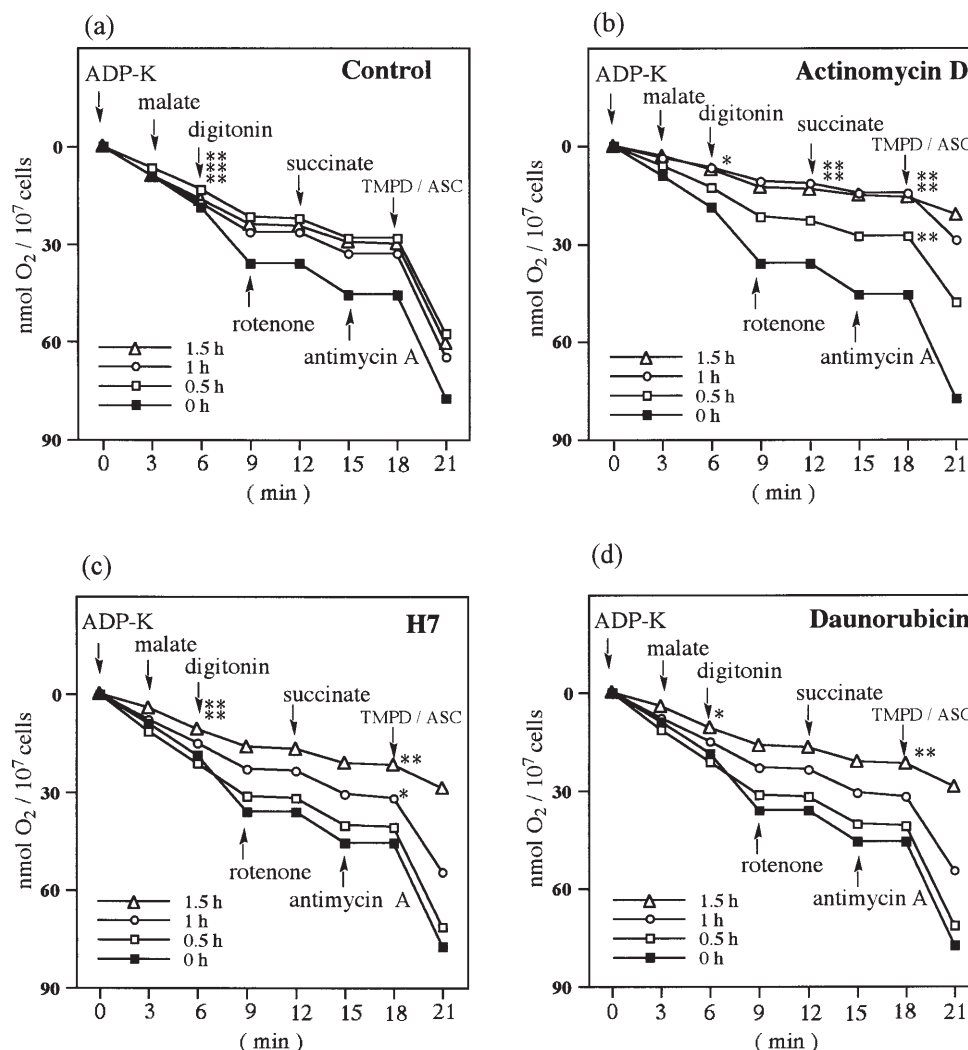 (a)
Control
ADP-K
malate
digitonin
**
**
**
succinate
TMPD / ASC
rotenone
antimycin A
1.5 h
1 h
0.5 h
0 h
0
30
60
90
nmol O2 / 10^7 cells
0 3 6 9 12 15 18 21
( min )
(b)
Actinomycin D
ADP-K
malate
digitonin
*
succinate
**
**
TMPD / ASC
**
**
**
rotenone
antimycin A
1.5 h
1 h
0.5 h
0 h
0
30
60
90
nmol O2 / 10^7 cells
0 3 6 9 12 15 18 21
( min )
(c)
H7
ADP-K
malate
digitonin
**
**
succinate
TMPD / ASC
**
*
rotenone
antimycin A
1.5 h
1 h
0.5 h
0 h
0
30
60
90
nmol O2 / 10^7 cells
0 3 6 9 12 15 18 21
( min )
(d)
Daunorubicin
ADP-K
malate
digitonin
*
succinate
TMPD / ASC
**
rotenone
antimycin A
1.5 h
1 h
0.5 h
0 h
0
30
60
90
nmol O2 / 10^7 cells
0 3 6 9 12 15 18 21
( min )